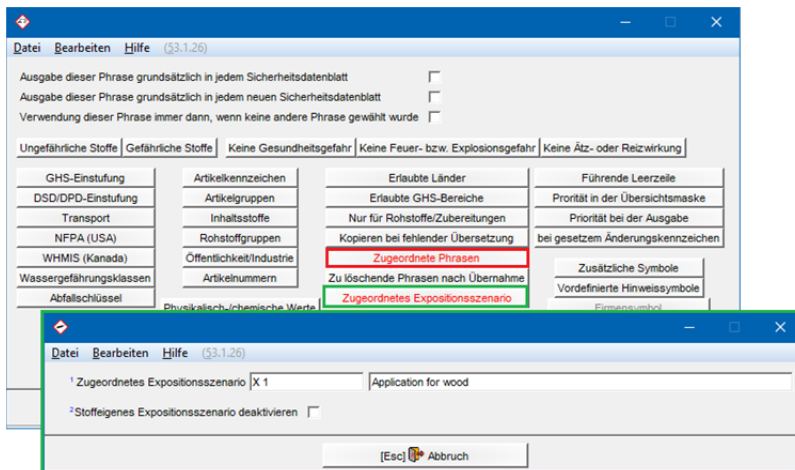 Datei Bearbeiten Hilfe (53.1.26)
Ausgabe dieser Phrase grundsätzlich in jedem Sicherheitsdatenblatt
Ausgabe dieser Phrase grundsätzlich in jedem neuen Sicherheitsdatenblatt
Verwendung dieser Phrase immer dann, wenn keine andere Phrase gewählt wurde
Ungefährliche Stoffe Gefährliche Stoffe Keine Gesundheitsgefahr Keine Feuer- bzw. Explosionsgefahr Keine Ätz- oder Reizwirkung
GHS-Einstufung Artikelkennzeichen Erlaubte Länder Führende Leerzeile
DSD/DPD-Einstufung Artikelgruppen Erlaubte GHS-Bereiche Prorität in der Übersichtsmaske
Transport Inhaltsstoffe Nur für Rohstoffe/Zubereitungen Priorität bei der Ausgabe
NFPA (USA) Rohstoffgruppen Kopieren bei fehlender Übersetzung bei gesetzem Änderungskennzeichen
WHMIS (Kanada) Öffentlichkeit/Industrie Zugeordnete Phrasen Zusätzliche Symbole
Wassergefährungsklassen Artikelnummern Zu löschende Phrasen nach Übernahme Vordefinierte Hinweissymbole
Abfallschlüssel Physikalisch-/chemische Werte Zugeordnetes Expositionsszenario Firmensymbol
Datei Bearbeiten Hilfe (53.1.26)
1 Zugeordnetes Expositionsszenario X 1 Application for wood
2 Stoffeigenes Expositionsszenario deaktivieren
[Esc] Abbruch